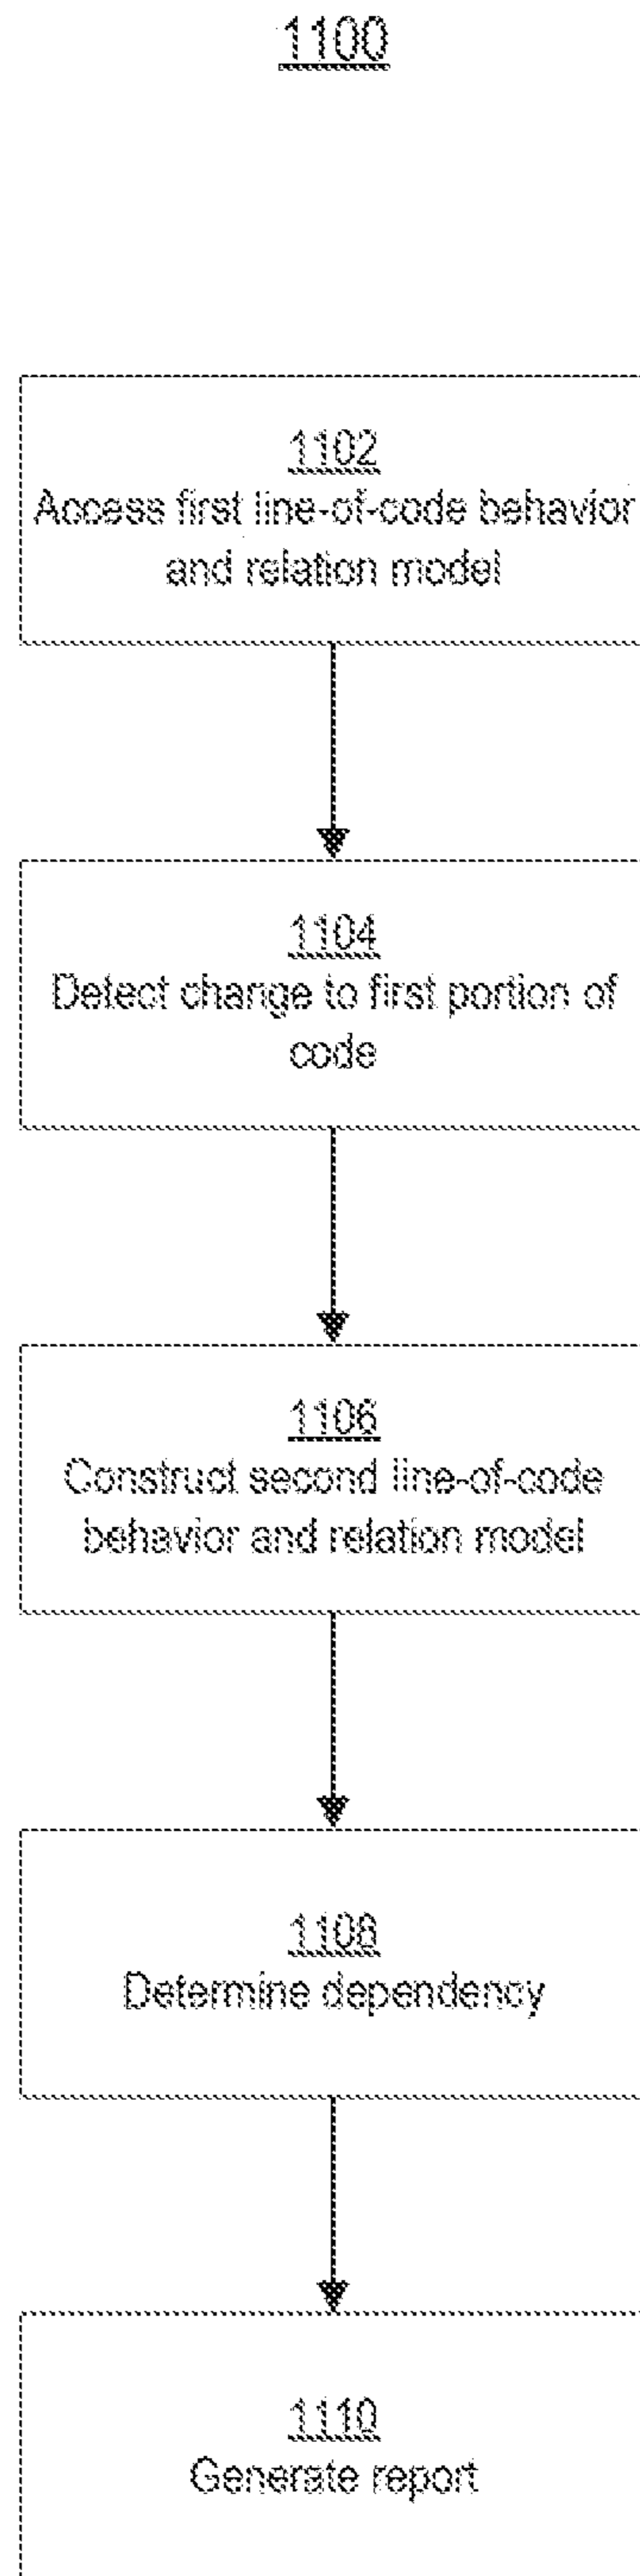 1100
1102
Access first line-of-code behavior
and relation model
1104
Detect change to first portion of
code
1106
Construct second line-of-code
behavior and relation model
1108
Determine dependency
1110
Generate report